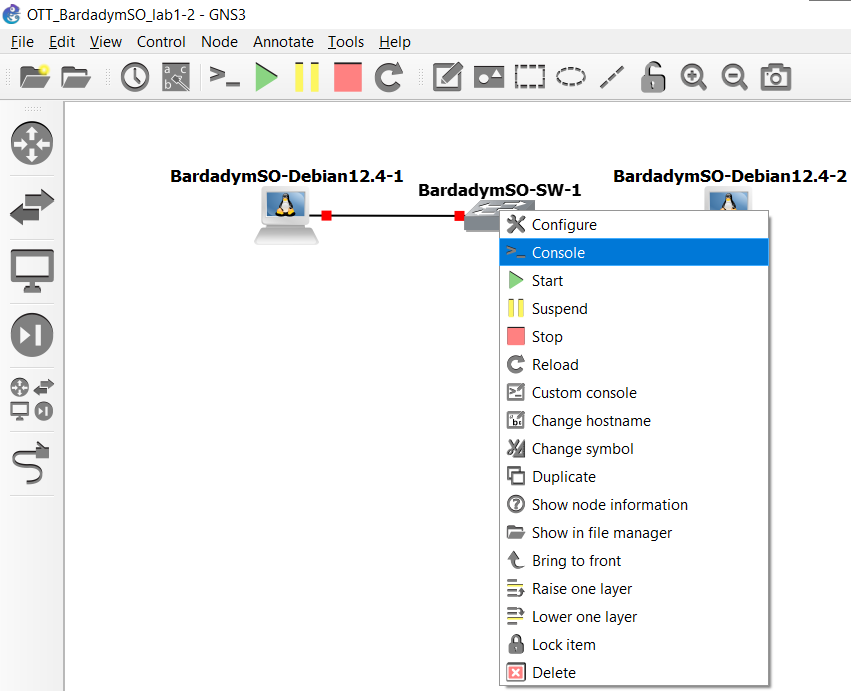 OTT_BardadymSO_lab1-2 - GNS3
File Edit View Control Node Annotate Tools Help
BardadymSO-Debian12.4-1
BardadymSO-SW-1
BardadymSO-Debian12.4-2
Configure
Console
Start
Suspend
Stop
Reload
Custom console
Change hostname
Change symbol
Duplicate
Show node information
Show in file manager
Bring to front
Raise one layer
Lower one layer
Lock item
Delete